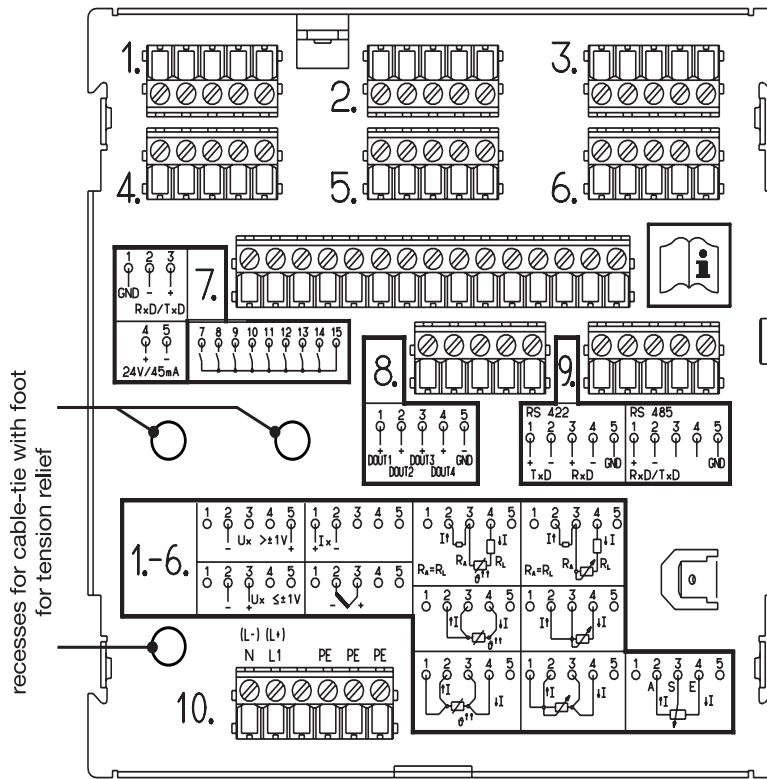 1. 2. 3.
4. 5. 6.
1 2 3
GND - +
RxD/TxD
7.
i
4 5
+ -
24V/45mA
7 8 9 10 11 12 13 14 15
8.
1 2 3 4 5
+ + + + -
DOUT1 DOUT3 GND
DOUT2 DOUT4
9.
RS 422
1 2 3 4 5
+ - + - GND
TxD RxD
RS 485
1 2 3 4 5
+ - GND
RxD/TxD
recesses for cable-tie with foot
for tension relief
1.-6.
1 2 3 4 5
- Ux >±1V +
1 2 3 4 5
+Ix-
1 2 3 4 5
- +Ux ≤±1V
1 2 3 4 5
- +
1 2 3 4 5
I↑ ↓I
RA RL
RA=RL ϑ↑↑
1 2 3 4 5
I↑ ↓I
RA RL
RA=RL
1 2 3 4 5
↑I ↓I
ϑ↑↑
1 2 3 4 5
I↑ ↓I
1 2 3 4 5
↑I ↓I
ϑ↑↑
1 2 3 4 5
↑I ↓I
1 2 3 4 5
A S E
↑I ↓I
(L-) (L+)
N L1 PE PE PE
10.